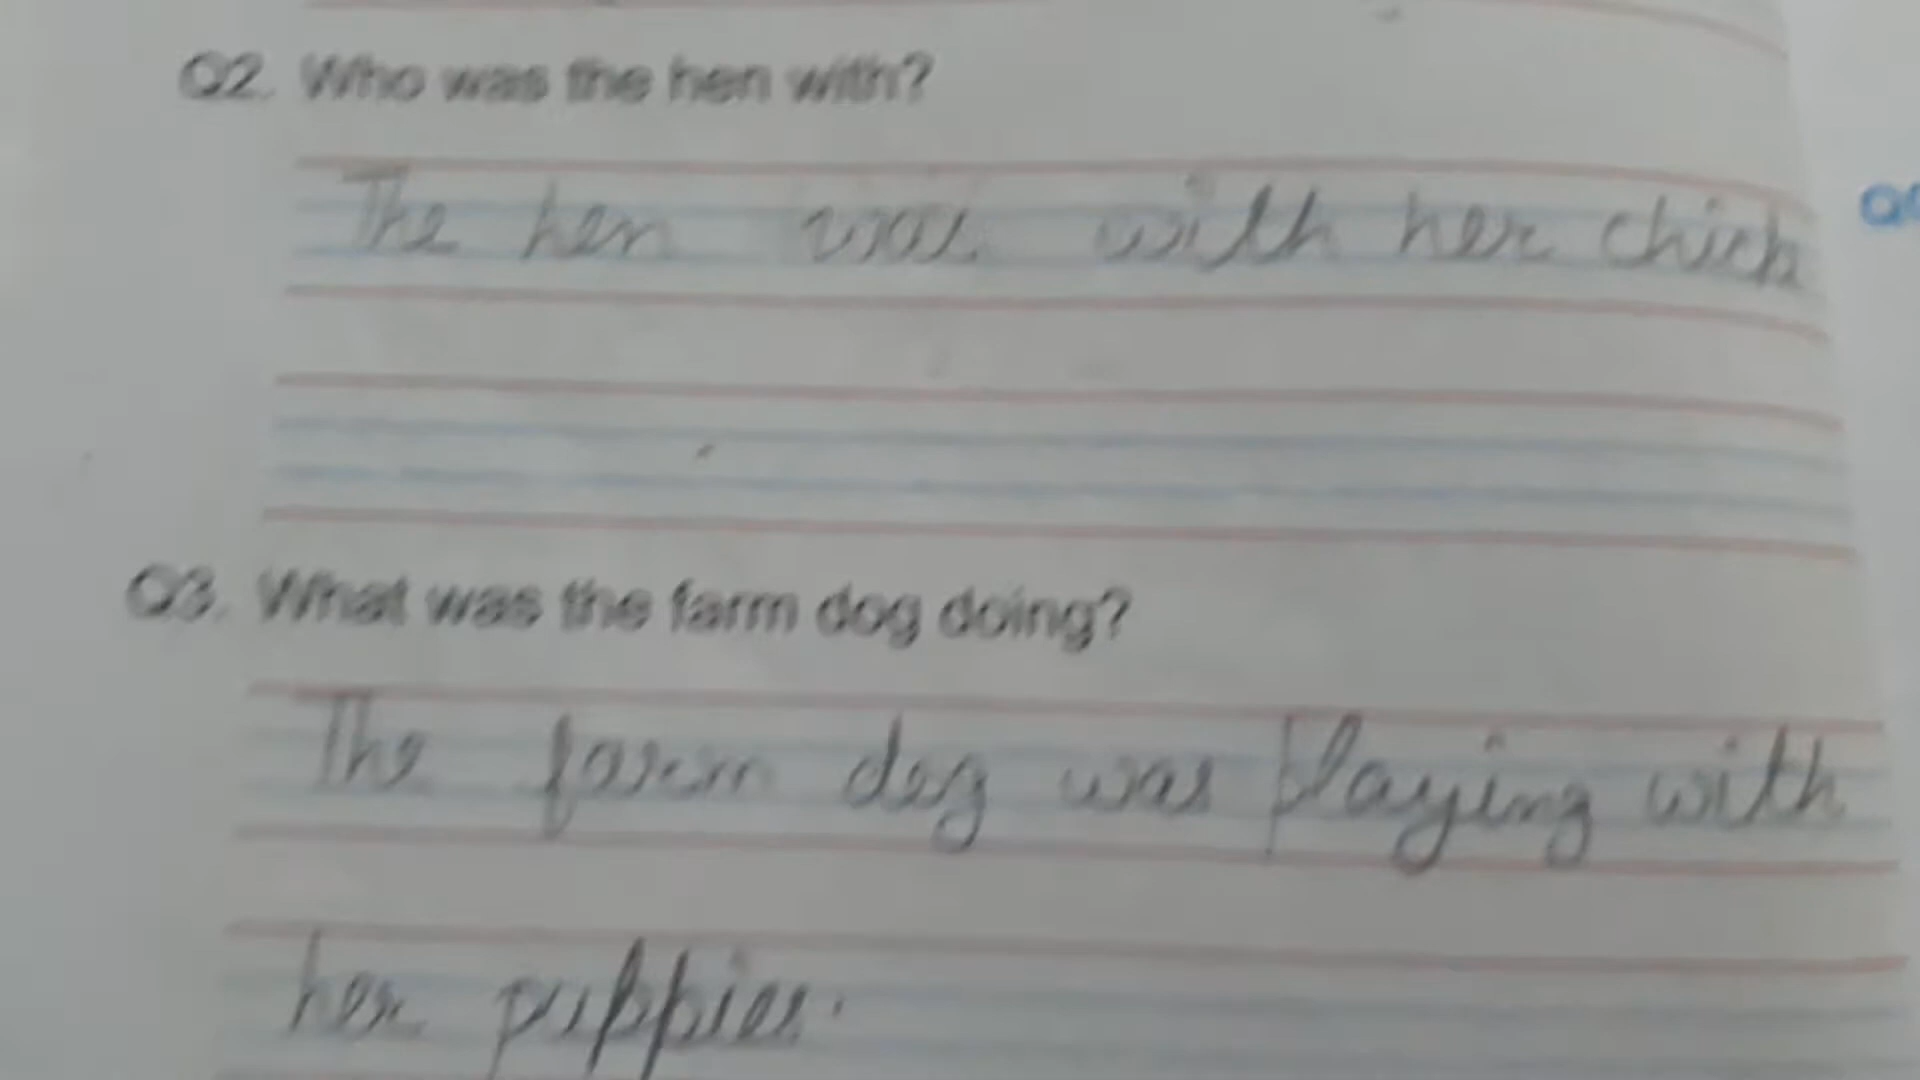 Q2. Who was the hen with?
The hen was with her chick
Q3. What was the farm dog doing?
The farm dog was playing with
her puppies.